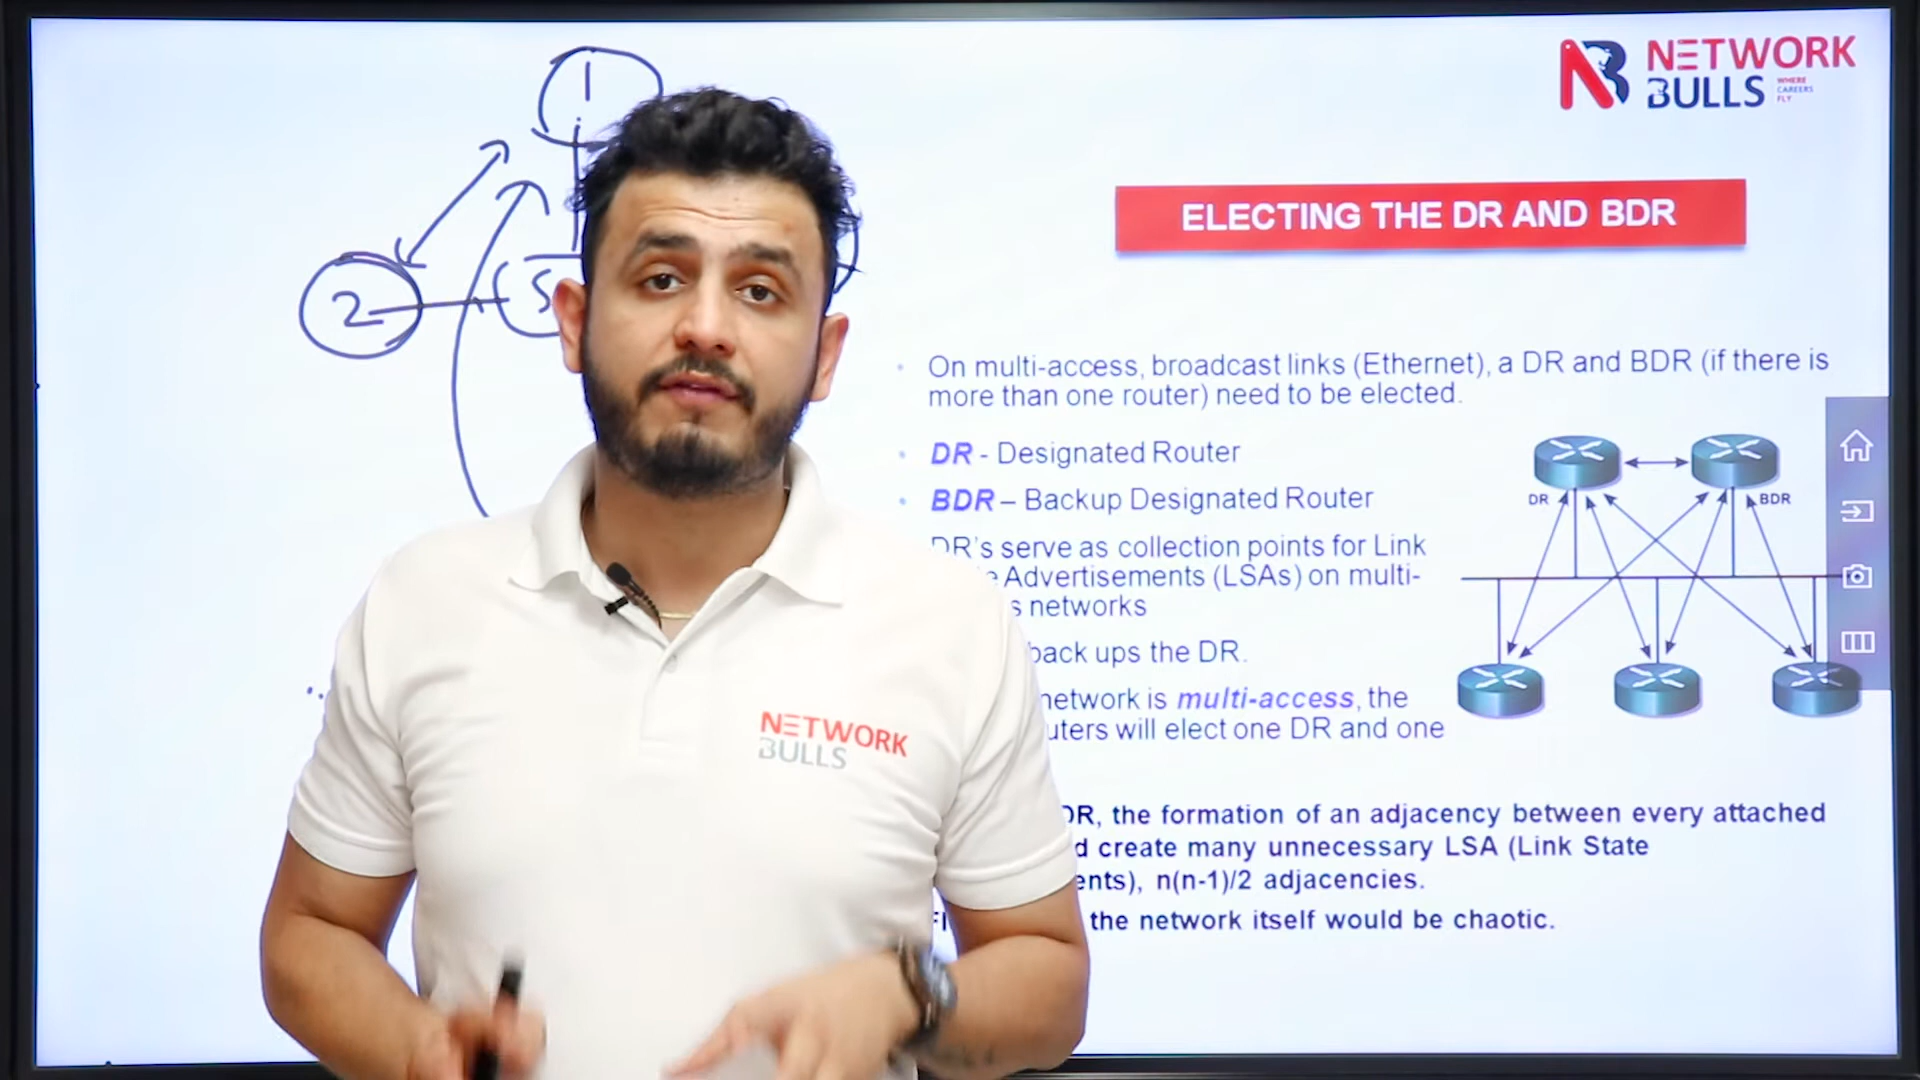 1
2
S
NETWORK
BULLS
WHERE
CAREERS
FLY
ELECTING THE DR AND BDR
On multi-access, broadcast links (Ethernet), a DR and BDR (if there is
more than one router) need to be elected.
DR - Designated Router
BDR – Backup Designated Router
DR's serve as collection points for Link
Advertisements (LSAs) on multi-
networks
back ups the DR.
network is multi-access, the
will elect one DR and one
DR, the formation of an adjacency between every attached
create many unnecessary LSA (Link State
n(n-1)/2 adjacencies.
the network itself would be chaotic.
DR
BDR
NETWORK
BULLS